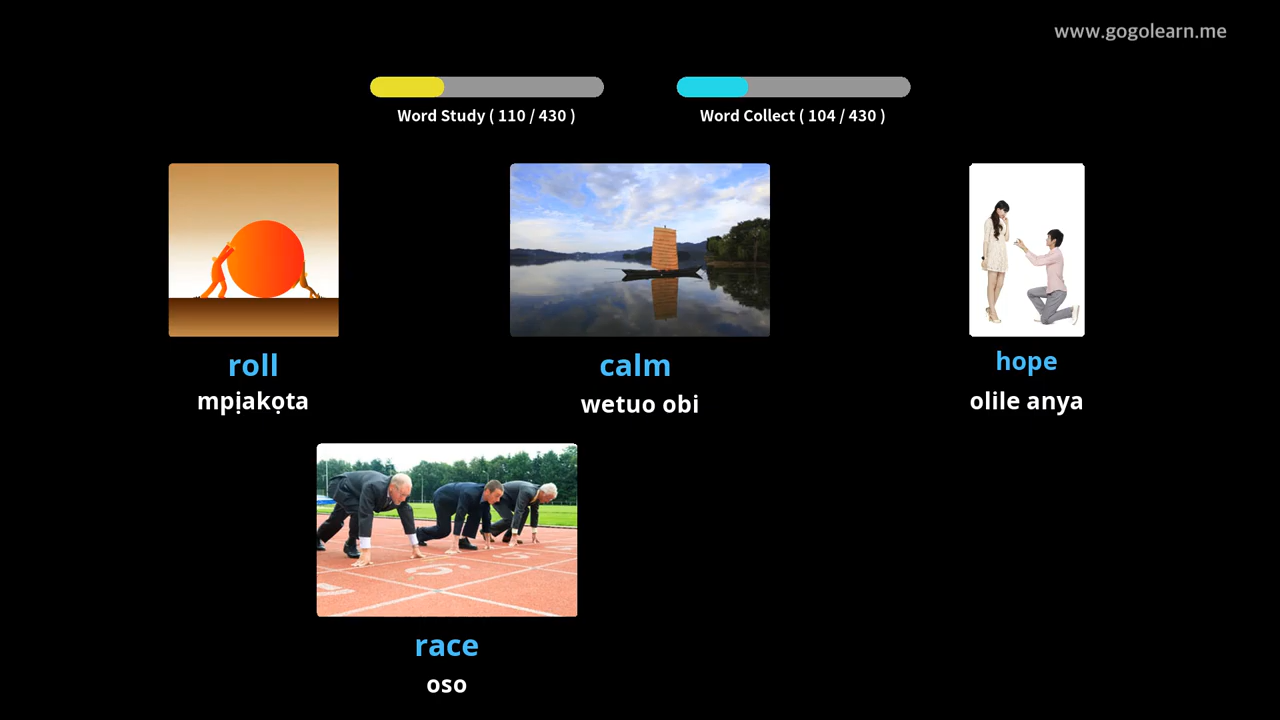 www.gogolearn.me
Word Study ( 110 / 430 )
Word Collect ( 104 / 430 )
roll
mpịakọta
calm
wetuo obi
hope
olile anya
race
oso